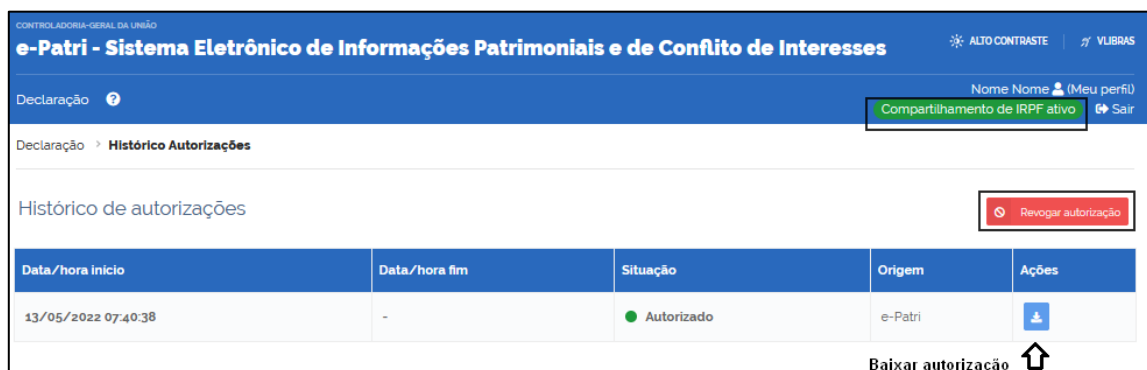 CONTROLADORIA-GERAL DA UNIÃO
e-Patri - Sistema Eletrônico de Informações Patrimoniais e de Conflito de Interesses
ALTO CONTRASTE
VLIBRAS
Declaração ?
Nome Nome (Meu perfil)
Compartilhamento de IRPF ativo
Sair
Declaração > Histórico Autorizações
Histórico de autorizações
Revogar autorização
Data/hora início Data/hora fim Situação Origem Ações
13/05/2022 07:40:38 - Autorizado e-Patri
Baixar autorização